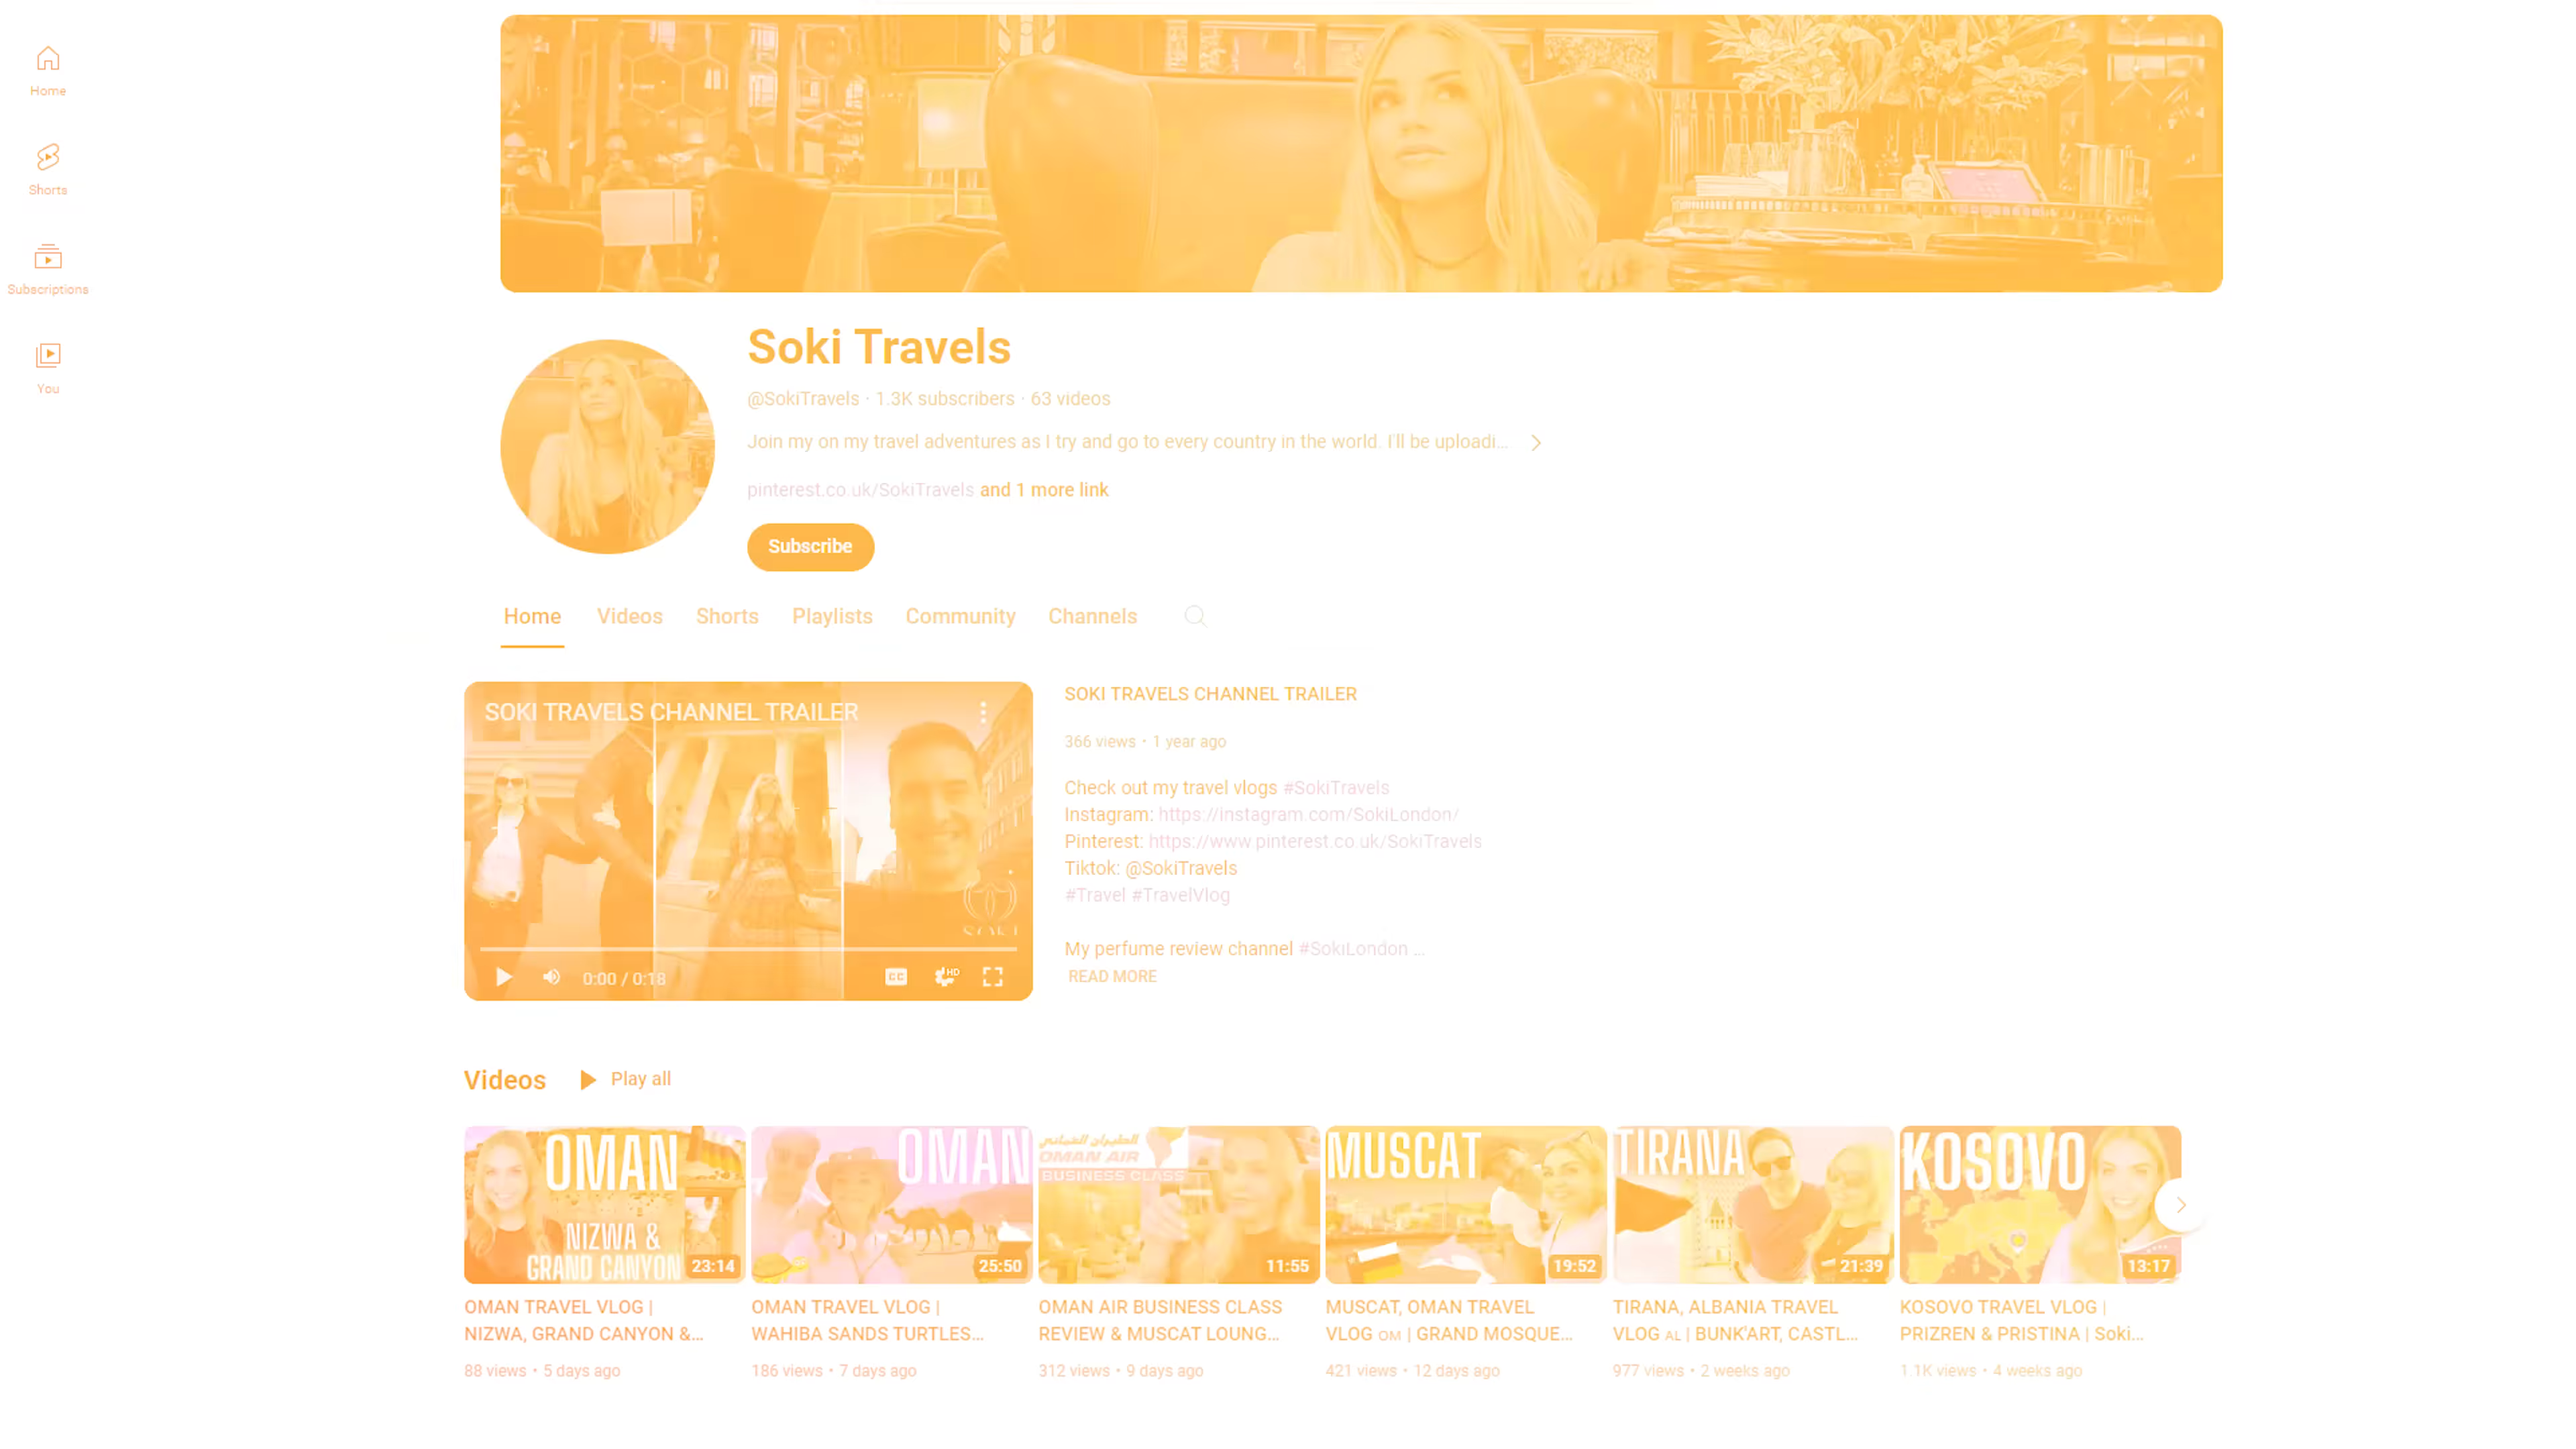 Home
Shorts
Subscriptions
You
Soki Travels
@SokiTravels · 1.3K subscribers · 63 videos
Join my on my travel adventures as I try and go to every country in the world. I'll be uploadi...
pinterest.co.uk/SokiTravels and 1 more link
Subscribe
Home Videos Shorts Playlists Community Channels
SOKI TRAVELS CHANNEL TRAILER
SOKI
0:00 / 0:18
CC
HD
SOKI TRAVELS CHANNEL TRAILER
366 views • 1 year ago
Check out my travel vlogs #SokiTravels
Instagram: https://instagram.com/SokiLondon/
Pinterest: https://www.pinterest.co.uk/SokiTravels
Tiktok: @SokiTravels
#Travel #TravelVlog
My perfume review channel #SokiLondon ...
READ MORE
Videos
Play all
OMAN
NIZWA &
GRAND CANYON
23:14
OMAN TRAVEL VLOG |
NIZWA, GRAND CANYON &...
88 views • 5 days ago
OMAN
25:50
OMAN TRAVEL VLOG |
WAHIBA SANDS TURTLES...
186 views • 7 days ago
الطيران العماني
OMAN AIR
BUSINESS CLASS
11:55
OMAN AIR BUSINESS CLASS
REVIEW & MUSCAT LOUNG...
312 views • 9 days ago
MUSCAT
19:52
MUSCAT, OMAN TRAVEL
VLOG OM | GRAND MOSQUE...
421 views • 12 days ago
TIRANA
21:39
TIRANA, ALBANIA TRAVEL
VLOG AL | BUNK'ART, CASTL...
977 views • 2 weeks ago
KOSOVO
13:17
KOSOVO TRAVEL VLOG |
PRIZREN & PRISTINA | Soki...
1.1K views • 4 weeks ago